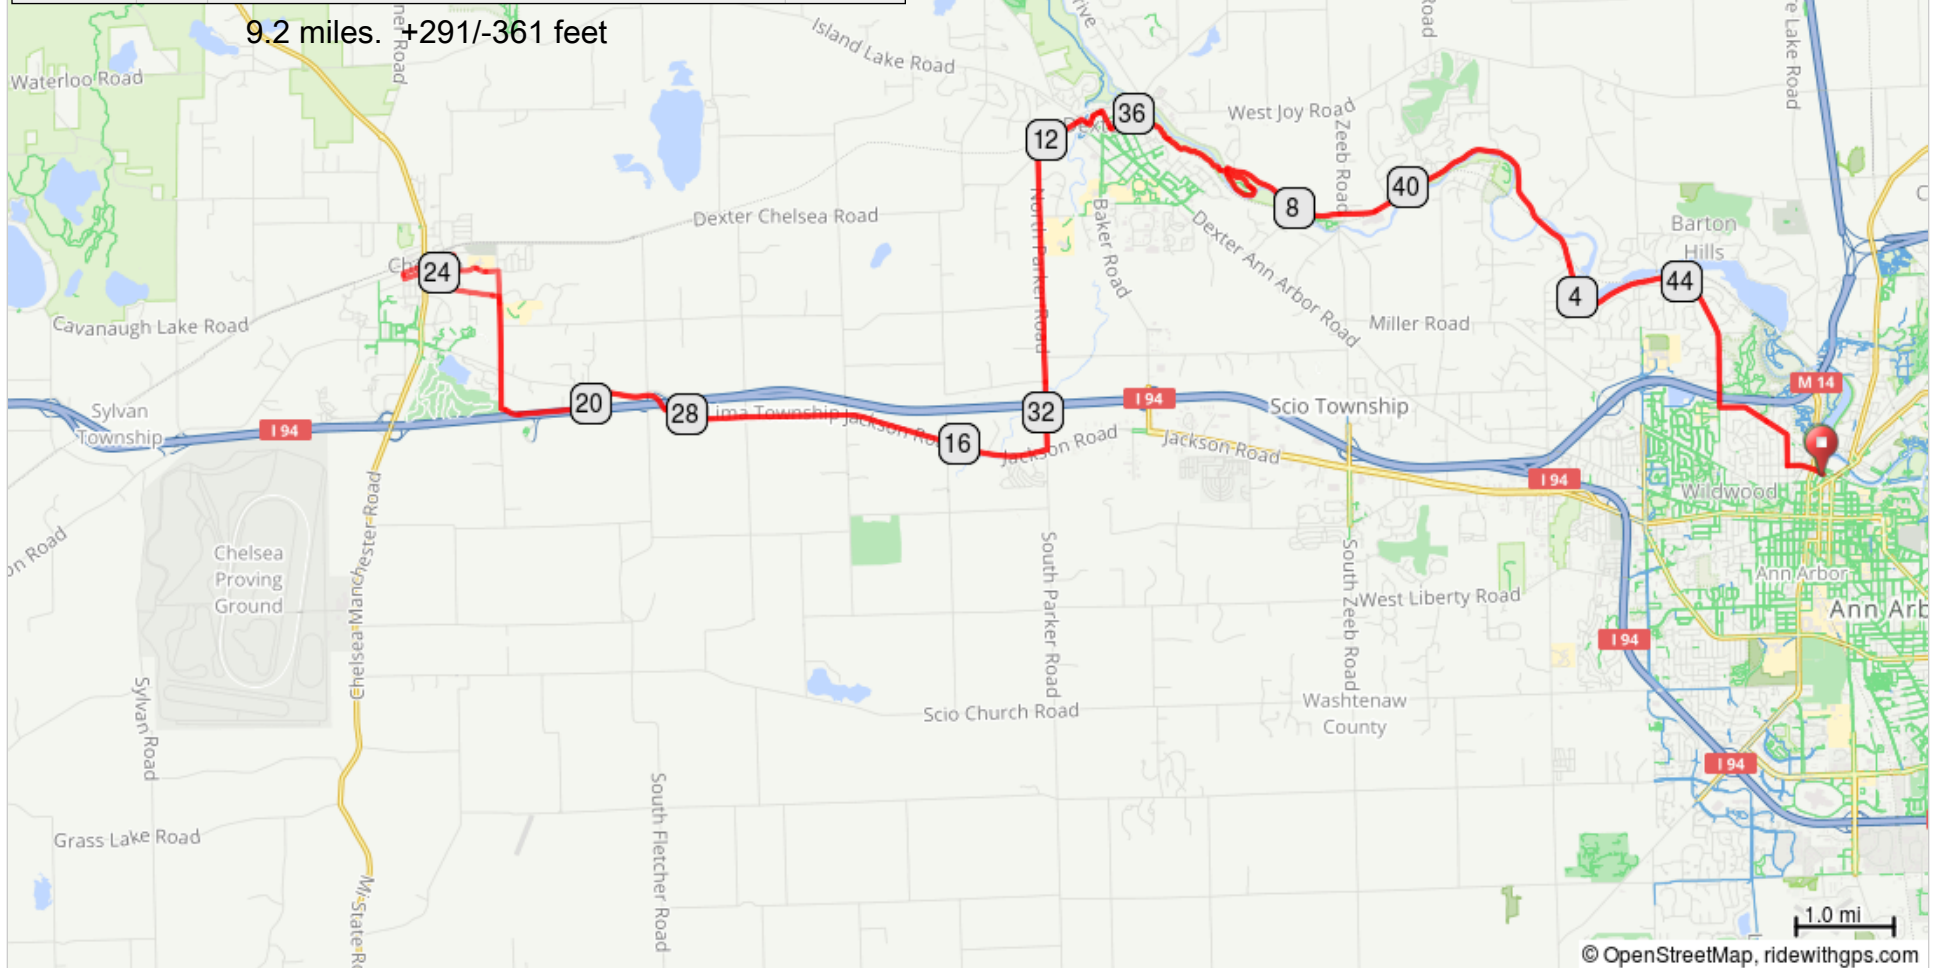 9.2 miles. +291/-361 feet
Island Lake Road
Waterloo Road
West Joy Road
36
12
Zeeb Road
40
8
North Parker Road
Baker Road
Dexter Chelsea Road
Dexter Ann Arbor Road
Barton
Hills
24
44
4
Cavanaugh Lake Road
Miller Road
M 14
I 94
20
28
32
Scio Township
Sylvan
Township
I 94
Jackson Road
16
Jackson Road
Jackson Road
I 94
Wildwood
Chelsea
Proving
Ground
Chelsea Manchester Road
South Parker Road
South Zeeb Road
West Liberty Road
Ann Arbor
I 94
Sylvan Road
Scio Church Road
Washtenaw
County
I 94
South Fletcher Road
Grass Lake Road
1.0 mi
© OpenStreetMap, ridewithgps.com